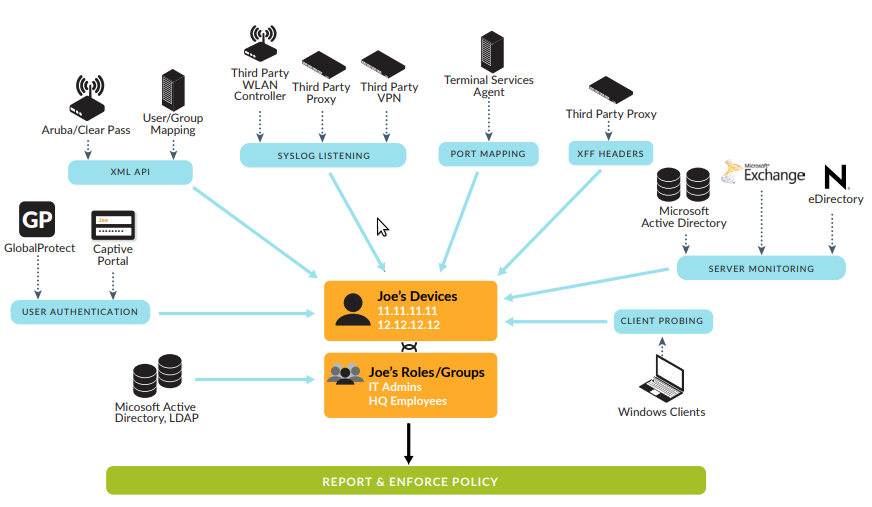 Third Party
WLAN
Controller
Third Party
Proxy
Third Party
VPN
Terminal Services
Agent
Third Party Proxy
Aruba/Clear Pass
User/Group
Mapping
XML API
SYSLOG LISTENING
PORT MAPPING
XFF HEADERS
Microsoft
Active Directory
Microsoft
Exchange
N
eDirectory
GP
GlobalProtect
Joe
Captive
Portal
SERVER MONITORING
USER AUTHENTICATION
Joe's Devices
11.11.11.11
12.12.12.12
CLIENT PROBING
Micosoft Active
Directory, LDAP
Joe's Roles/Groups
IT Admins
HQ Employees
Windows Clients
REPORT & ENFORCE POLICY